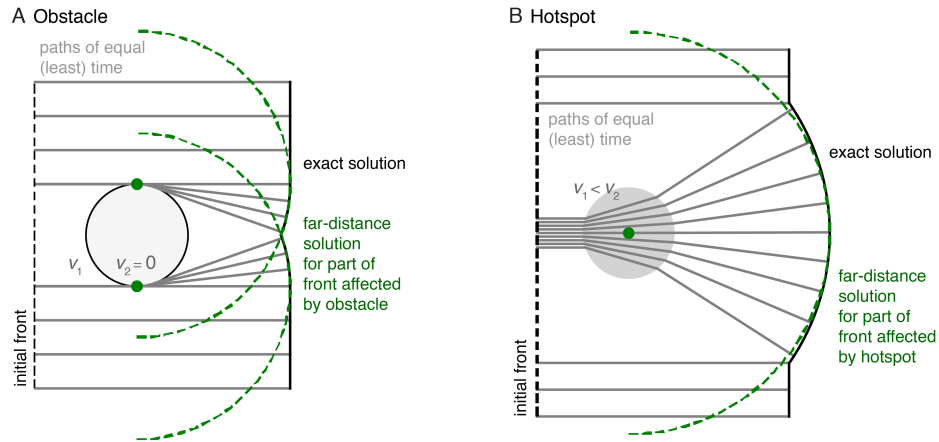 A Obstacle
paths of equal
(least) time
initial front
v₁
v₂ = 0
exact solution
far-distance
solution
for part of
front affected
by obstacle
B Hotspot
paths of equal
(least) time
initial front
v₁ < v₂
exact solution
far-distance
solution
for part of
front affected
by hotspot